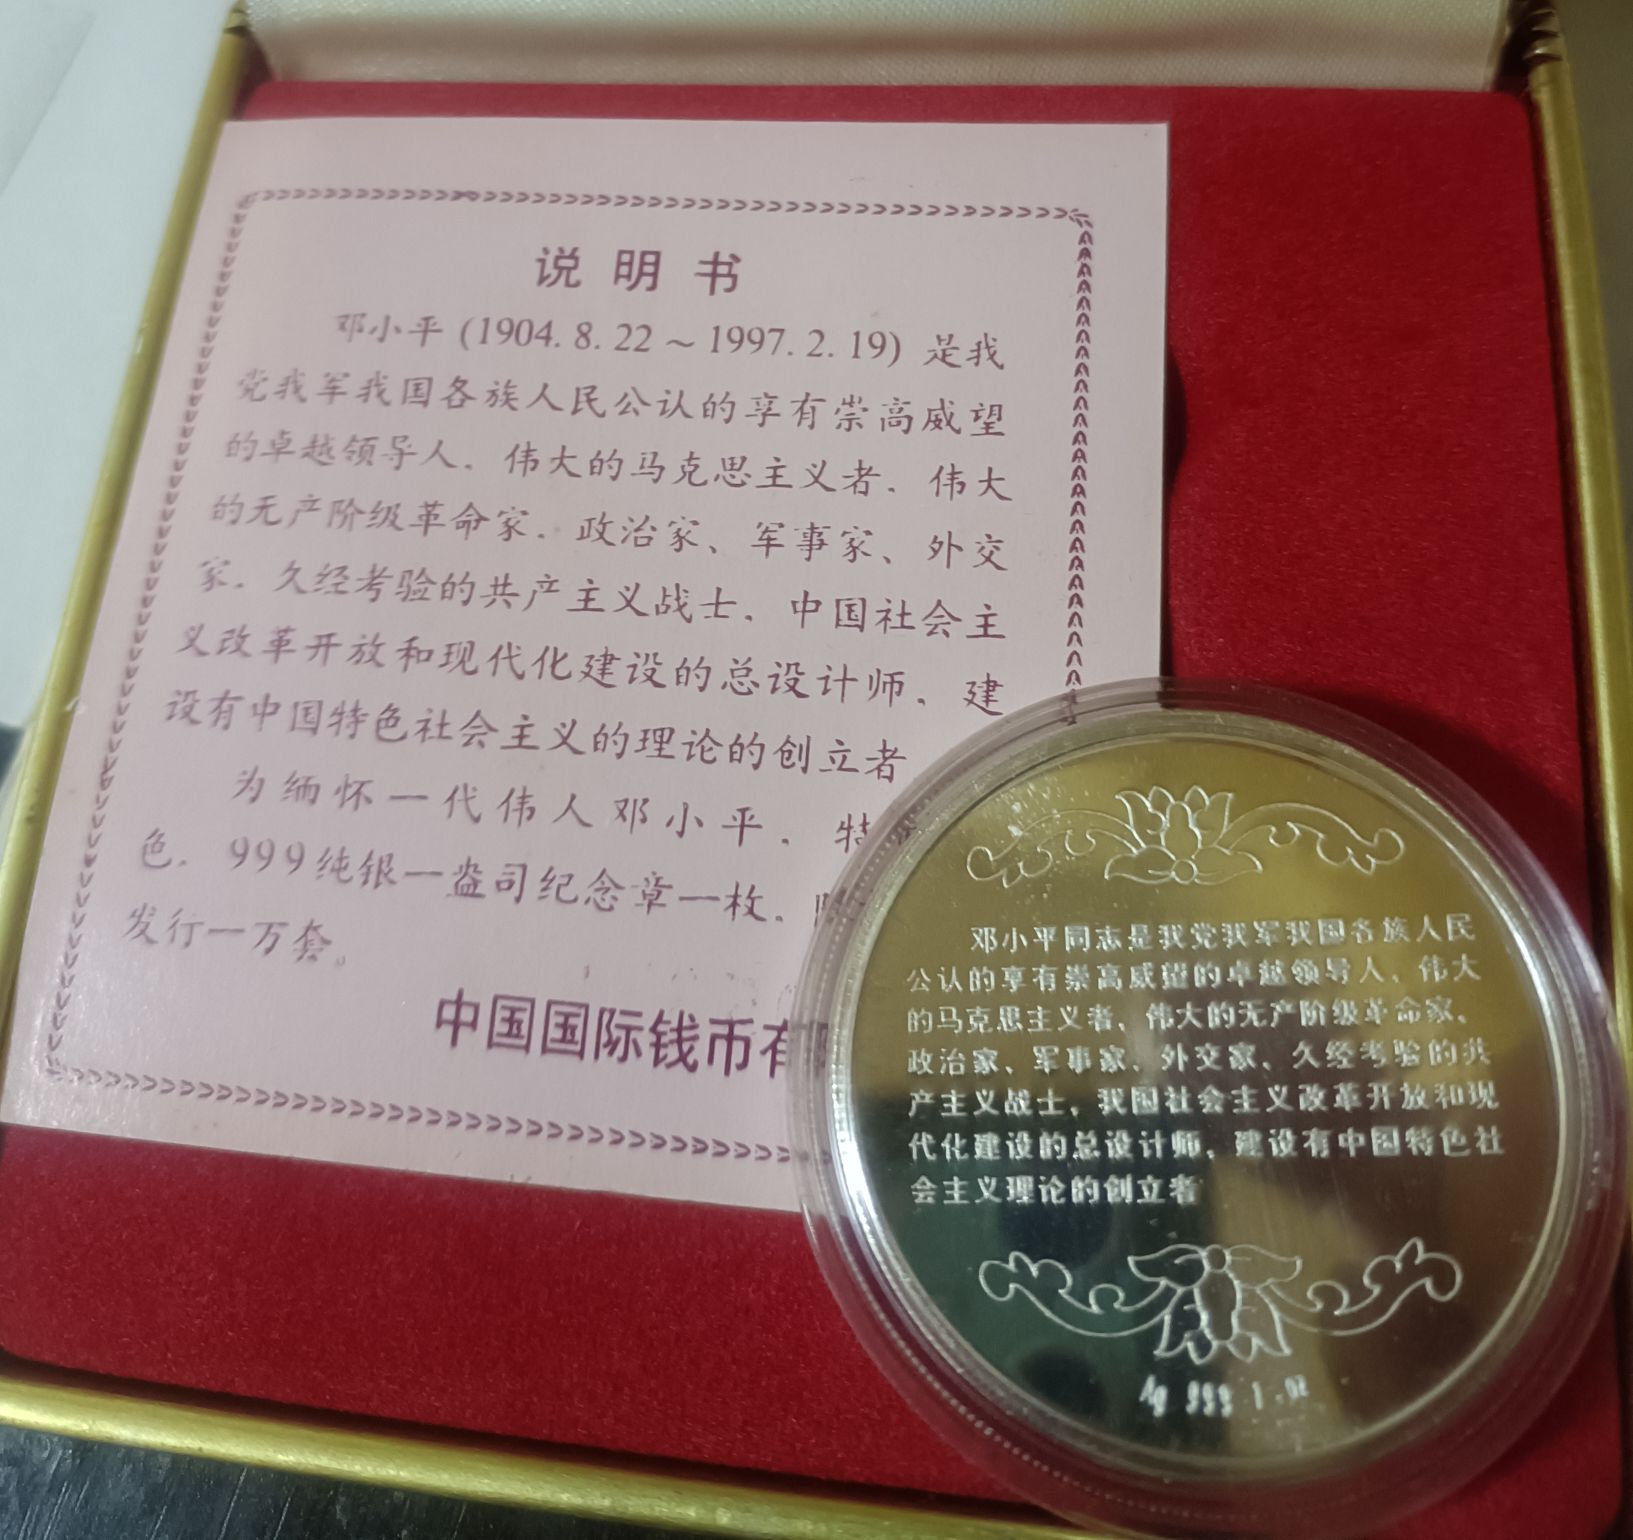 说明书
邓小平 (1904. 8. 22 ~ 1997. 2. 19) 是我
党我军我国各族人民公认的享有崇高威望
的卓越领导人，伟大的马克思主义者，伟大
的无产阶级革命家，政治家、军事家、外交
家，久经考验的共产主义战士，中国社会主
义改革开放和现代化建设的总设计师，建
设有中国特色社会主义的理论的创立者
为缅怀一代伟人邓小平，特
色，999纯银一盎司纪念章一枚，
发行一万套。
中国国际钱币有
邓小平同志是我党我军我国各族人民
公认的享有崇高威望的卓越领导人，伟大
的马克思主义者，伟大的无产阶级革命家，
政治家、军事家、外交家，久经考验的共
产主义战士，我国社会主义改革开放和现
代化建设的总设计师，建设有中国特色社
会主义理论的创立者
Ag 999 1·oz